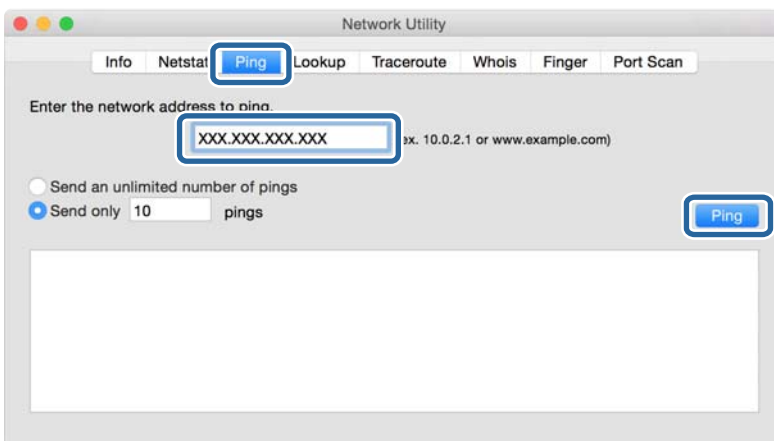 Network Utility
Info Netstat Ping Lookup Traceroute Whois Finger Port Scan
Enter the network address to ping.
XXX.XXX.XXX.XXX ex. 10.0.2.1 or www.example.com)
Send an unlimited number of pings
Send only 10 pings
Ping